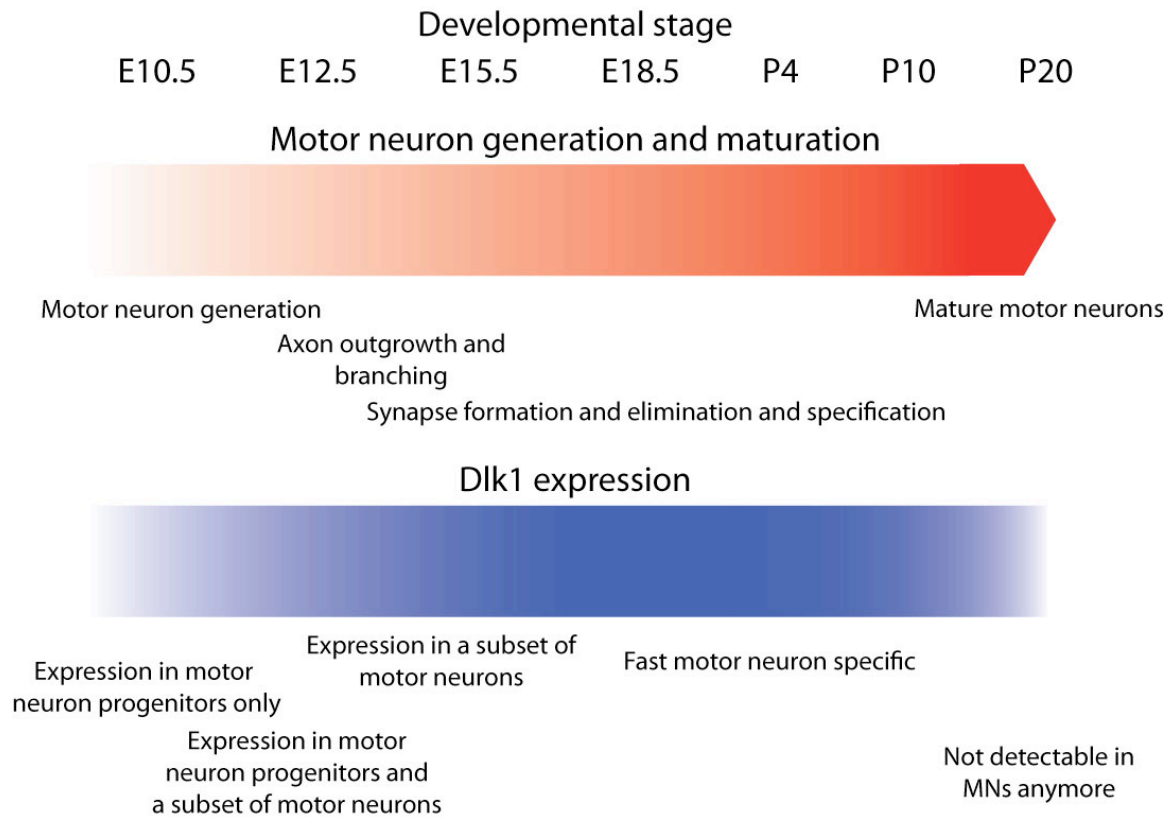 Developmental stage
E10.5 E12.5 E15.5 E18.5 P4 P10 P20
Motor neuron generation and maturation
Motor neuron generation
Mature motor neurons
Axon outgrowth and
branching
Synapse formation and elimination and specification
Dlk1 expression
Expression in motor
neuron progenitors only
Expression in motor
neuron progenitors and
a subset of motor neurons
Expression in a subset of
motor neurons
Fast motor neuron specific
Not detectable in
MNs anymore